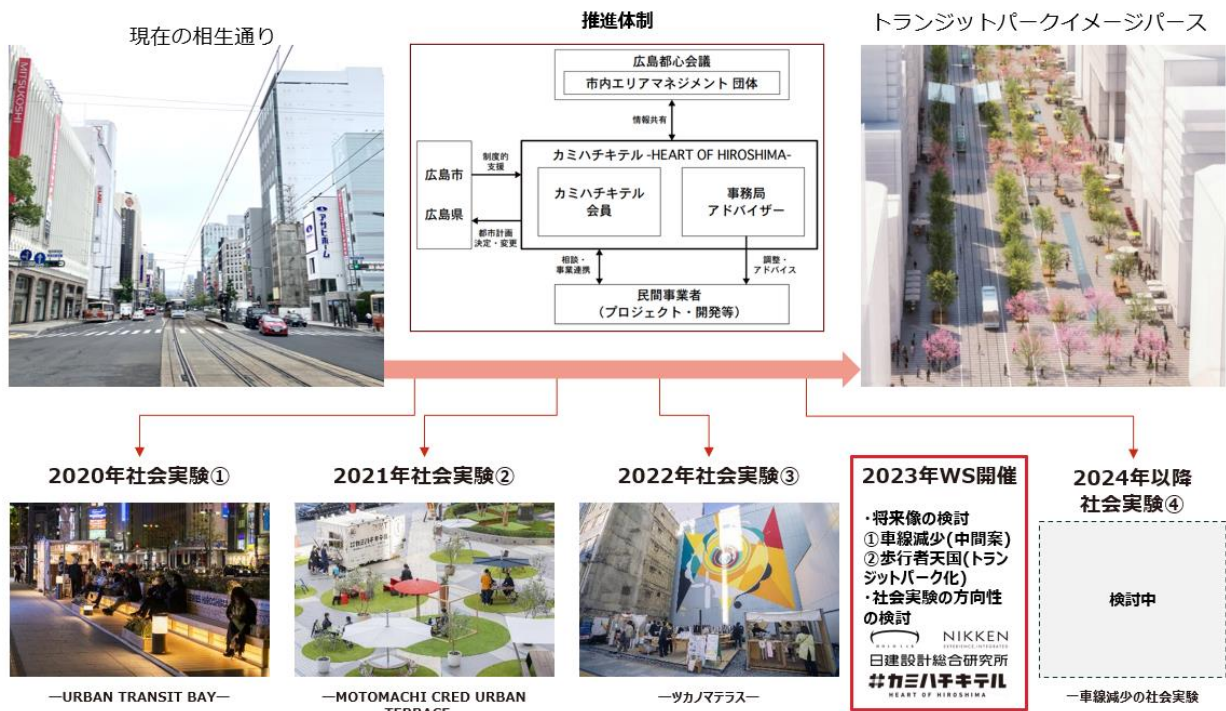 現在の相生通り
推進体制
トランジットパークイメージパース
MITSUKOSHI
アサヒホーム
広島都心会議
市内エリアマネジメント 団体
情報共有
広島市
広島県
制度的
支援
都市計画
決定・変更
カミハチキテル -HEART OF HIROSHIMA-
カミハチキテル
会員
事務局
アドバイザー
相談・
事業連携
調整・
アドバイス
民間事業者
(プロジェクト・開発等)
2020年社会実験①
―URBAN TRANSIT BAY―
2021年社会実験②
―MOTOMACHI CRED URBAN
TERRACE―
2022年社会実験③
―ツカノマテラス―
2023年WS開催
・将来像の検討
①車線減少(中間案)
②歩行者天国(トラン
ジットパーク化)
・社会実験の方向性
の検討
NIKKEN
EXPERIENCE, INTEGRATED
日建設計総合研究所
#カミハチキテル
HEART OF HIROSHIMA
2024年以降
社会実験④
検討中
―車線減少の社会実験